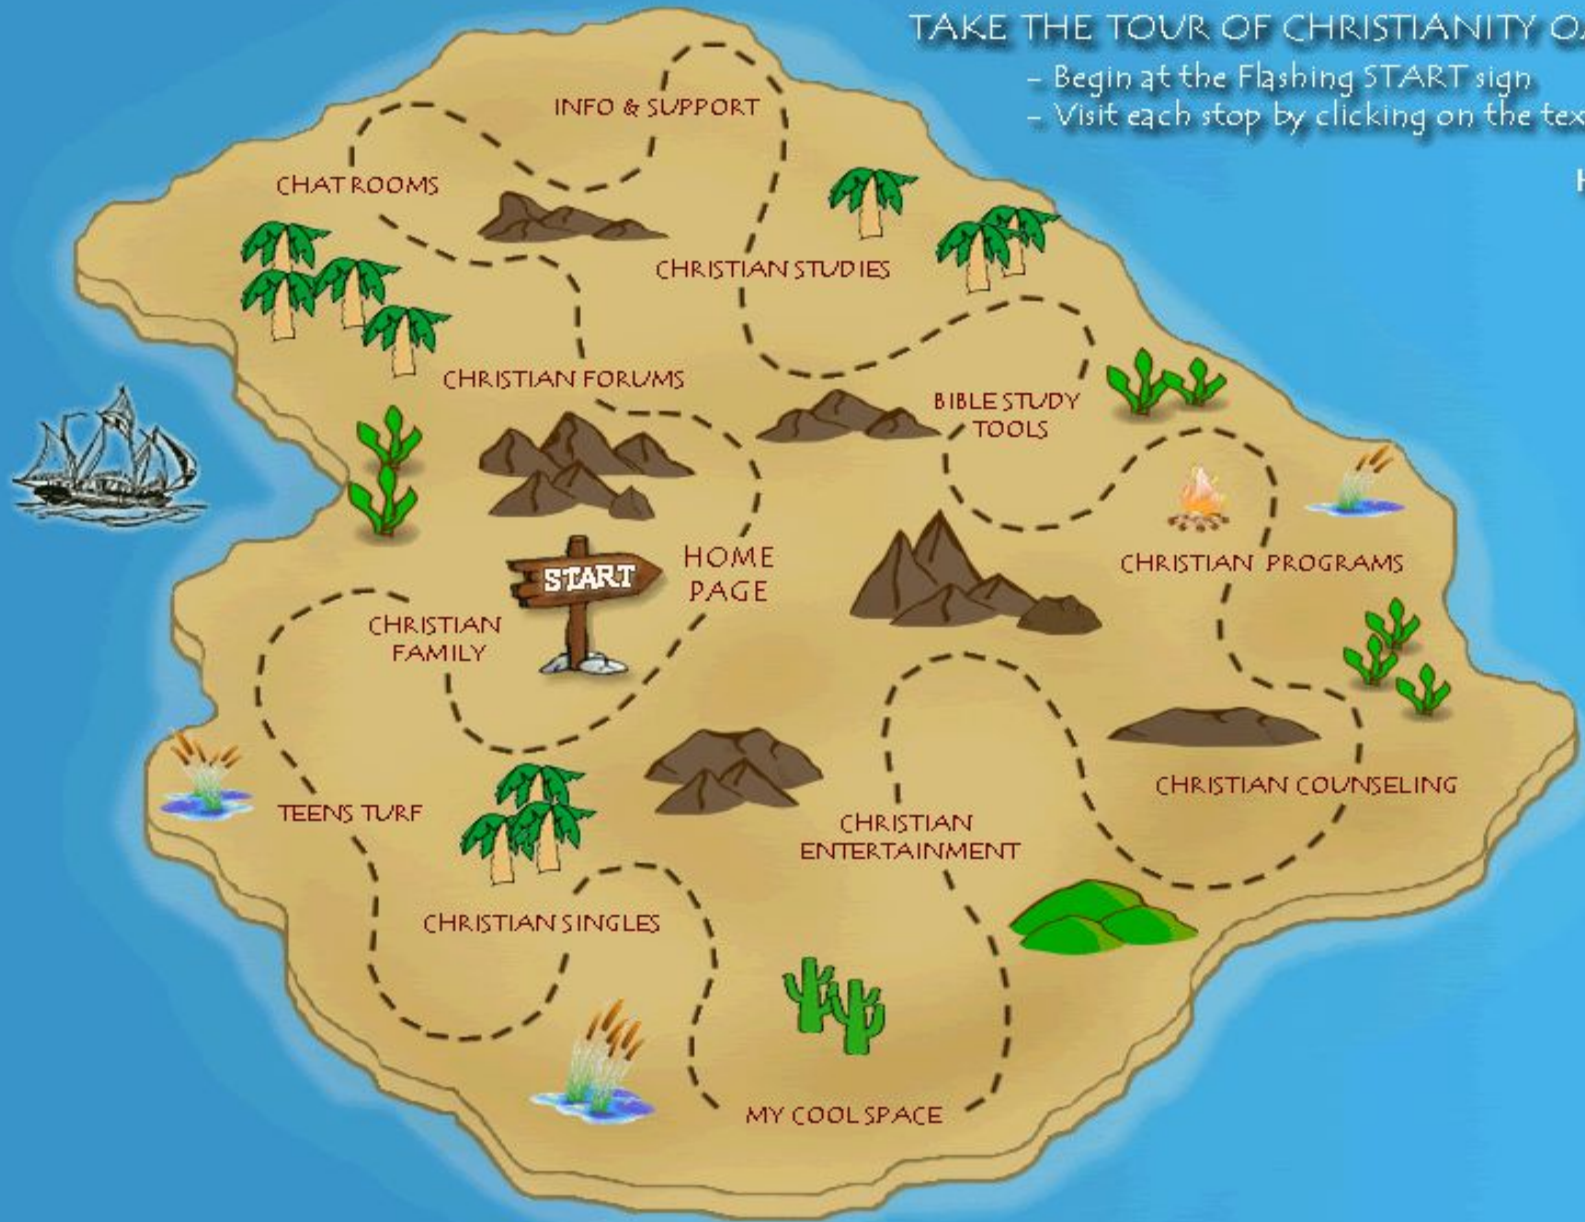 TAKE THE TOUR OF CHRISTIANITY
- Begin at the Flashing START sign
- Visit each stop by clicking on the
INFO & SUPPORT
CHAT ROOMS
CHRISTIAN STUDIES
CHRISTIAN FORUMS
BIBLE STUDY
TOOLS
START
HOME
PAGE
CHRISTIAN PROGRAMS
CHRISTIAN
FAMILY
TEENS TURF
CHRISTIAN
ENTERTAINMENT
CHRISTIAN COUNSELING
CHRISTIAN SINGLES
MY COOL SPACE